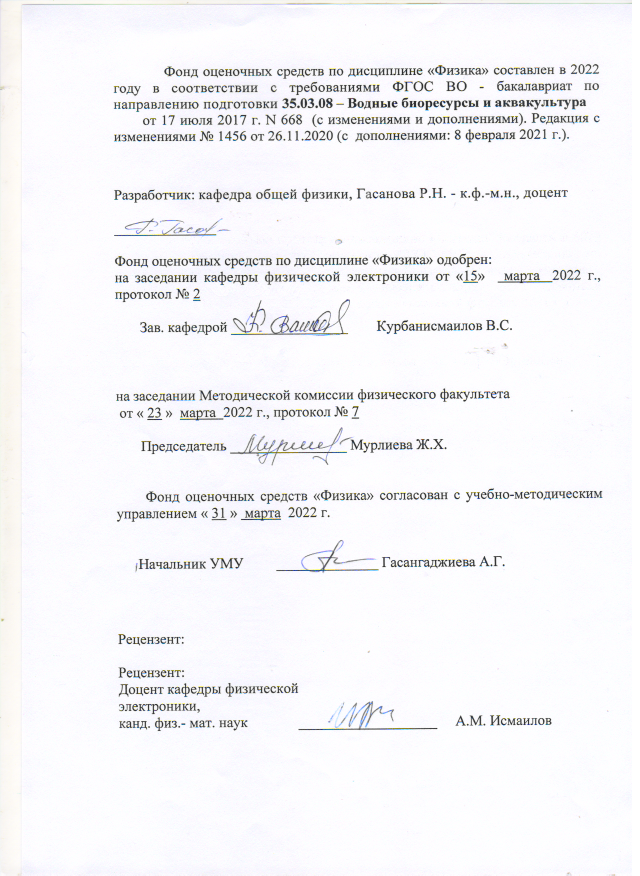 Фонд оценочных средств по дисциплине «Физика» составлен в 2022
году в соответствии с требованиями ФГОС ВО - бакалавриат по
направлению подготовки 35.03.08 – Водные биоресурсы и аквакультура
от 17 июля 2017 г. N 668 (с изменениями и дополнениями). Редакция с
изменениями № 1456 от 26.11.2020 (с дополнениями: 8 февраля 2021 г.).
Разработчик: кафедра общей физики, Гасанова Р.Н. - к.ф.-м.н., доцент
Фонд оценочных средств по дисциплине «Физика» одобрен:
на заседании кафедры физической электроники от «15» марта 2022 г.,
протокол № 2
Зав. кафедрой Курбанисмаилов В.С.
на заседании Методической комиссии физического факультета
от « 23 » марта 2022 г., протокол № 7
Председатель Мурлиева Ж.Х.
Фонд оценочных средств «Физика» согласован с учебно-методическим
управлением « 31 » марта 2022 г.
Начальник УМУ Гасангаджиева А.Г.
Рецензент:
Рецензент:
Доцент кафедры физической
электроники,
канд. физ.- мат. наук А.М. Исмаилов